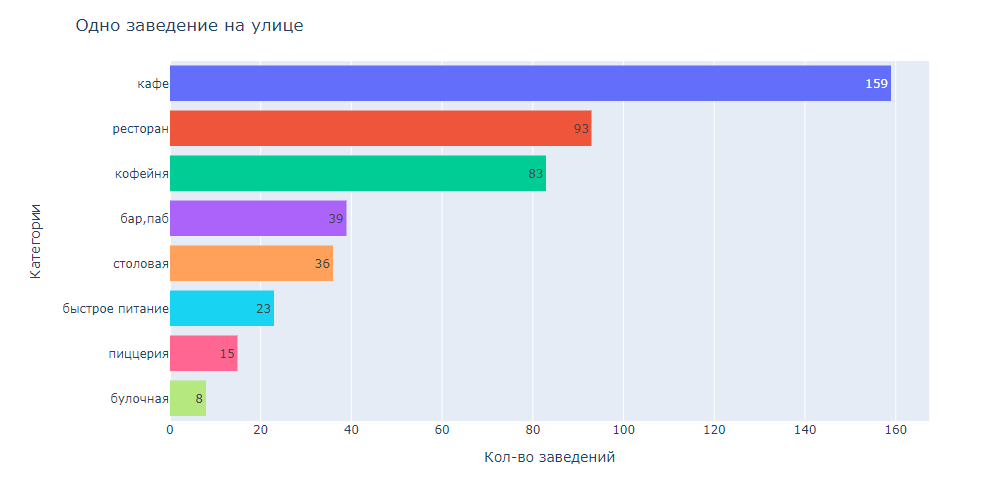 Одно заведение на улице
Категории
кафе 159
ресторан 93
кофейня 83
бар,паб 39
столовая 36
быстрое питание 23
пиццерия 15
булочная 8
0 20 40 60 80 100 120 140 160
Кол-во заведений